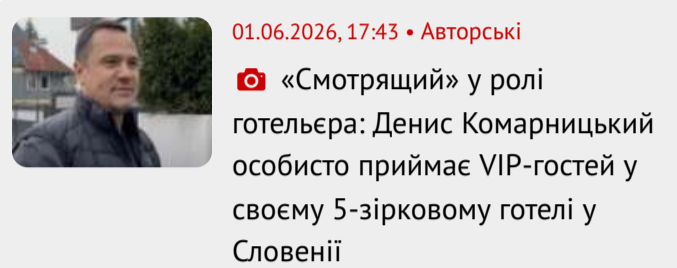 01.06.2026, 17:43 • Авторські
«Смотрящий» у ролі
готельєра: Денис Комарницький
особисто приймає VIP-гостей у
своєму 5-зірковому готелі у
Словенії